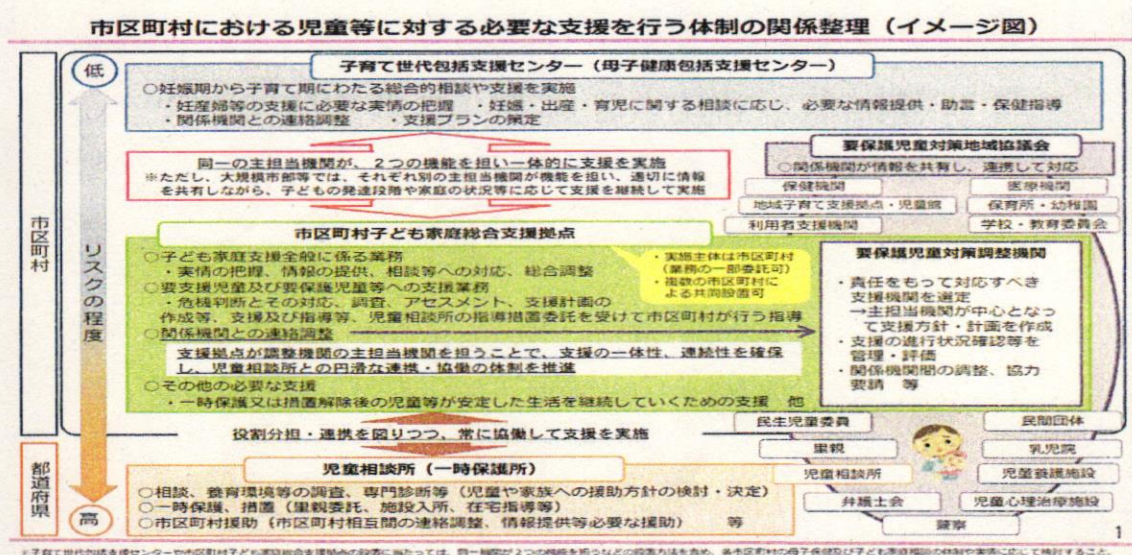 市区町村における児童等に対する必要な支援を行う体制の関係整理（イメージ図）
低
リスクの程度
高
市区町村
都道府県
子育て世代包括支援センター（母子健康包括支援センター）
○妊娠期から子育て期にわたる総合的相談や支援を実施
・妊産婦等の支援に必要な実情の把握　・妊娠・出産・育児に関する相談に応じ、必要な情報提供・助言・保健指導
・関係機関との連絡調整　・支援プランの策定
同一の主担当機関が、２つの機能を担い一体的に支援を実施
※ただし、大規模市部等では、それぞれ別の主担当機関が機能を担い、適切に情報
を共有しながら、子どもの発達段階や家庭の状況等に応じて支援を継続して実施
要保護児童対策地域協議会
○関係機関が情報を共有し、連携して対応
保健機関
医療機関
地域子育て支援拠点・児童館
保育所・幼稚園
利用者支援機関
学校・教育委員会
市区町村子ども家庭総合支援拠点
○子ども家庭支援全般に係る業務
・実情の把握、情報の提供、相談等への対応、総合調整
○要支援児童及び要保護児童等への支援業務
・危機判断とその対応、調査、アセスメント、支援計画の
作成等、支援及び指導等、児童相談所の指導措置委託を受けて市区町村が行う指導
○関係機関との連絡調整
支援拠点が調整機関の主担当機関を担うことで、支援の一体性、連続性を確保
し、児童相談所との円滑な連携・協働の体制を推進
○その他の必要な支援
・一時保護又は措置解除後の児童等が安定した生活を継続していくための支援　他
・実施主体は市区町村
（業務の一部委託可）
・複数の市区町村に
よる共同設置可
要保護児童対策調整機関
・責任をもって対応すべき
支援機関を選定
→主担当機関が中心となっ
て支援方針・計画を作成
・支援の進行状況確認等を
管理・評価
・関係機関間の調整、協力
要請　等
役割分担・連携を図りつつ、常に協働して支援を実施
民生児童委員
民間団体
里親
乳児院
児童相談所
児童養護施設
弁護士会
児童心理治療施設
警察
児童相談所（一時保護所）
○相談、養育環境等の調査、専門診断等（児童や家族への援助方針の検討・決定）
○一時保護、措置（里親委託、施設入所、在宅指導等）
○市区町村援助（市区町村相互間の連絡調整、情報提供等必要な援助）　等
1